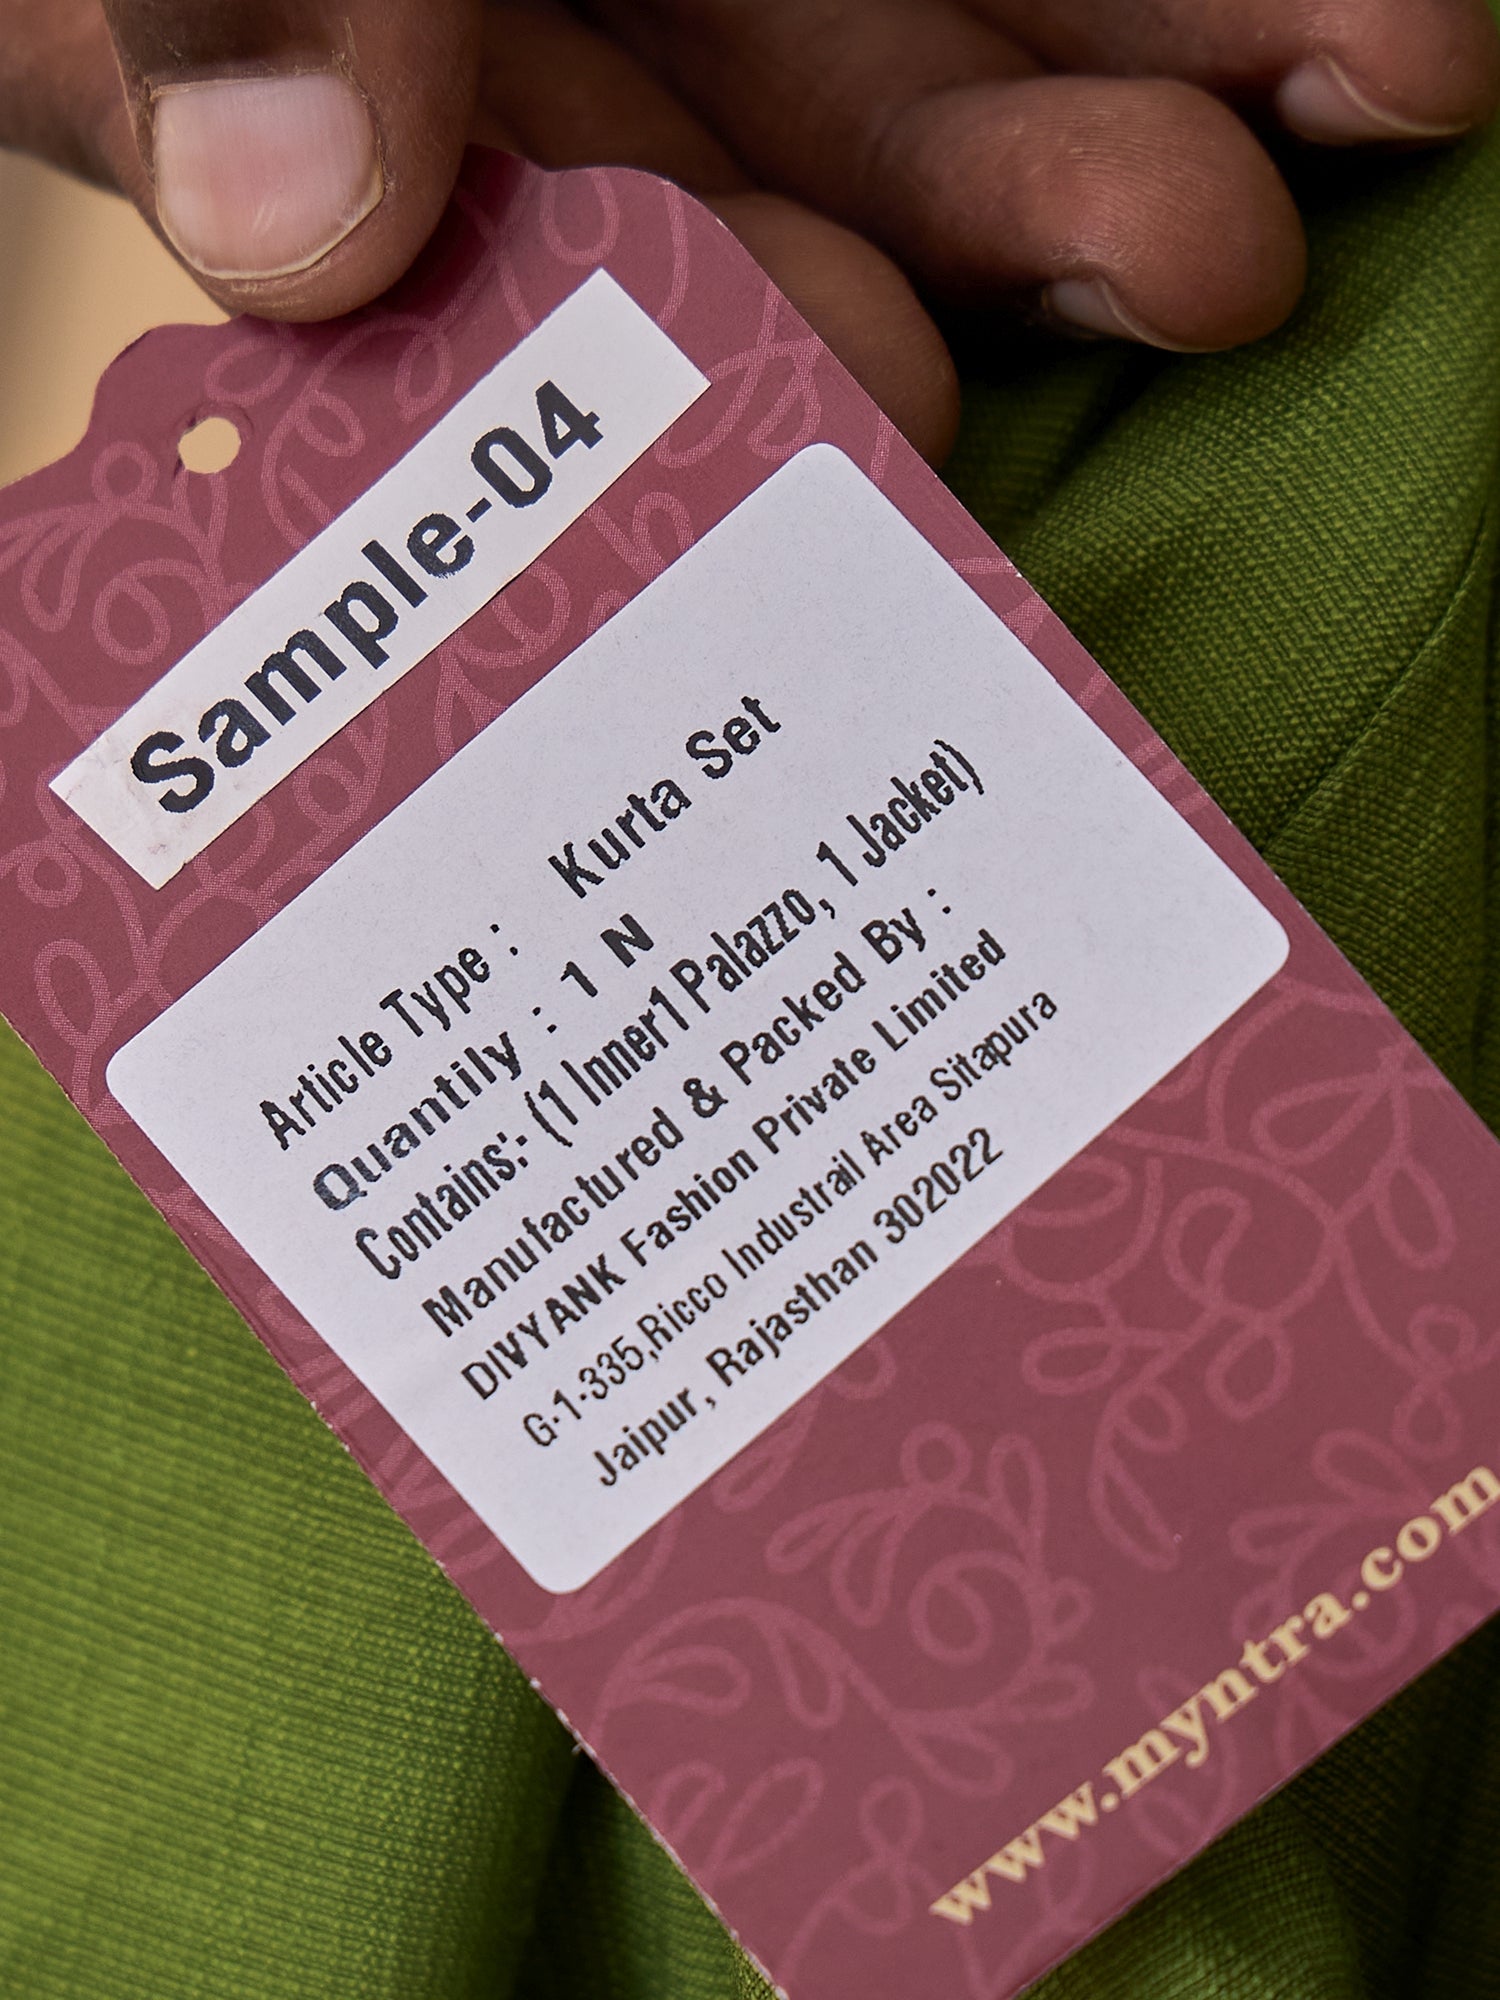 Sample-04
Article Type : Kurta Set
Quantily : 1 N
Contains': (1 Inner1 Palazzo, 1 Jacket)
Manufactured & Packed By :
DIVYANK Fashion Private Limited
G-1-335,Ricco Industrail Area Sitapura
Jaipur, Rajasthan 302022
www.myntra.com